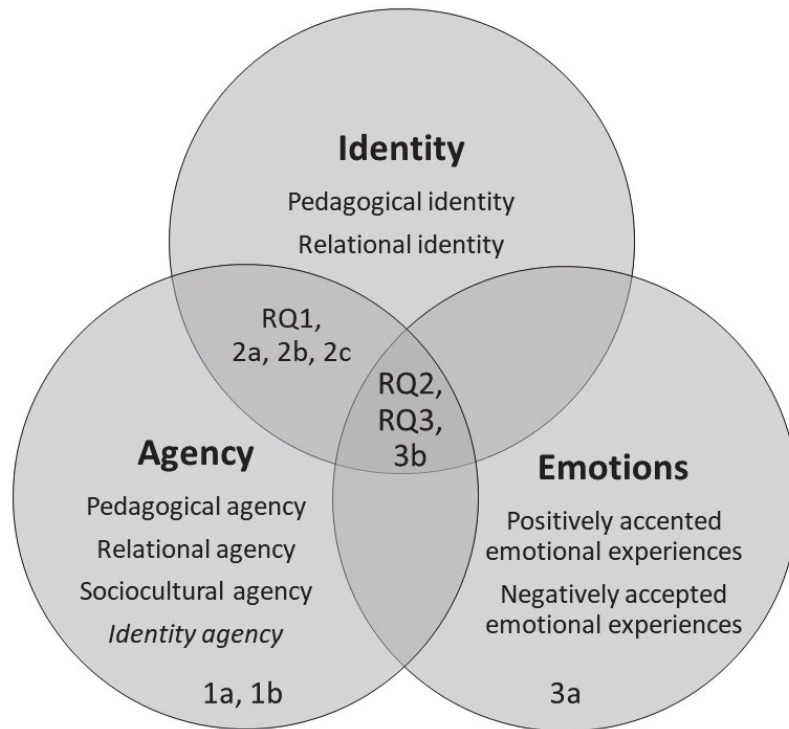 Identity
Pedagogical identity
Relational identity
RQ1,
2a, 2b, 2c
RQ2,
RQ3,
3b
Agency
Pedagogical agency
Relational agency
Sociocultural agency
Identity agency
1a, 1b
Emotions
Positively accented
emotional experiences
Negatively accepted
emotional experiences
3a